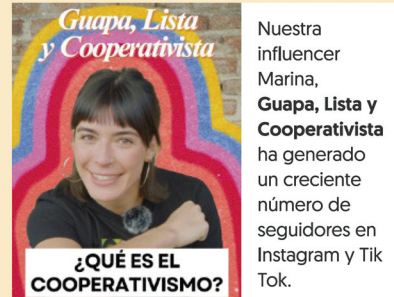 Guapa, Lista
y Cooperativista
¿QUÉ ES EL
COOPERATIVISMO?
Nuestra
influencer
Marina,
Guapa, Lista y
Cooperativista
ha generado
un creciente
número de
seguidores en
Instagram y Tik
Tok.